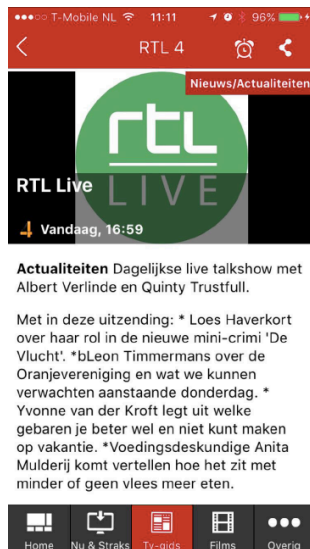 T-Mobile NL 11:11 96%
RTL 4
Nieuws/Actualiteiten
rtl
LIVE
RTL Live
4 Vandaag, 16:59
Actualiteiten Dagelijkse live talkshow met
Albert Verlinde en Quinty Trustfull.
Met in deze uitzending: * Loes Haverkort
over haar rol in de nieuwe mini-crimi 'De
Vlucht'. *bLeon Timmermans over de
Oranjevereniging en wat we kunnen
verwachten aanstaande donderdag. *
Yvonne van der Kroft legt uit welke
gebaren je beter wel en niet kunt maken
op vakantie. *Voedingsdeskundige Anita
Mulderij komt vertellen hoe het zit met
minder of geen vlees meer eten.
Home Nu & Straks Tv-gids Films Overig